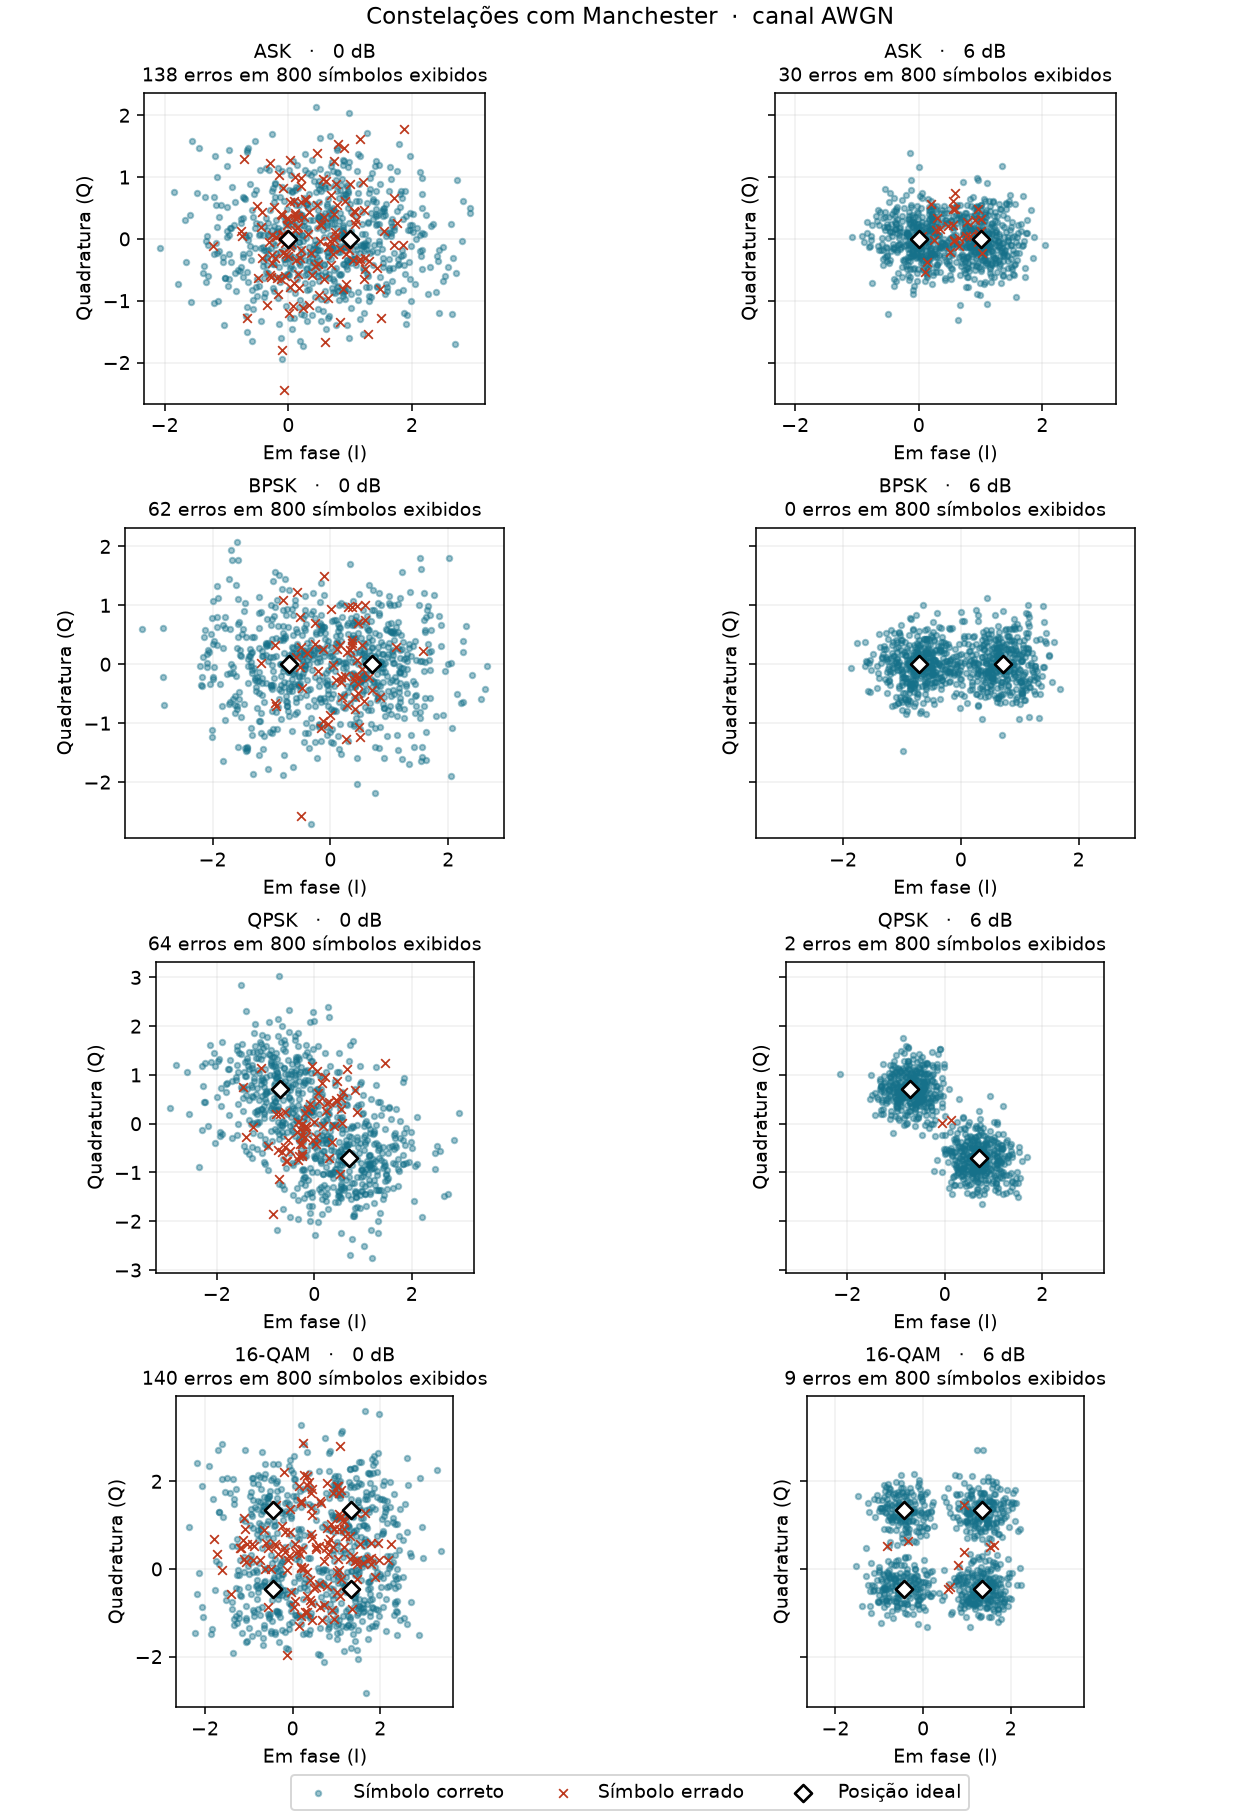 Constelações com Manchester · canal AWGN
ASK · 0 dB
138 erros em 800 símbolos exibidos
2
1
0
−1
−2
Quadratura (Q)
−2 0 2
Em fase (I)
ASK · 6 dB
30 erros em 800 símbolos exibidos
Quadratura (Q)
−2 0 2
Em fase (I)
BPSK · 0 dB
62 erros em 800 símbolos exibidos
2
1
0
−1
−2
Quadratura (Q)
−2 0 2
Em fase (I)
BPSK · 6 dB
0 erros em 800 símbolos exibidos
Quadratura (Q)
−2 0 2
Em fase (I)
QPSK · 0 dB
64 erros em 800 símbolos exibidos
3
2
1
0
−1
−2
−3
Quadratura (Q)
−2 0 2
Em fase (I)
QPSK · 6 dB
2 erros em 800 símbolos exibidos
Quadratura (Q)
−2 0 2
Em fase (I)
16-QAM · 0 dB
140 erros em 800 símbolos exibidos
2
0
−2
Quadratura (Q)
−2 0 2
Em fase (I)
16-QAM · 6 dB
9 erros em 800 símbolos exibidos
Quadratura (Q)
−2 0 2
Em fase (I)
Símbolo correto Símbolo errado Posição ideal